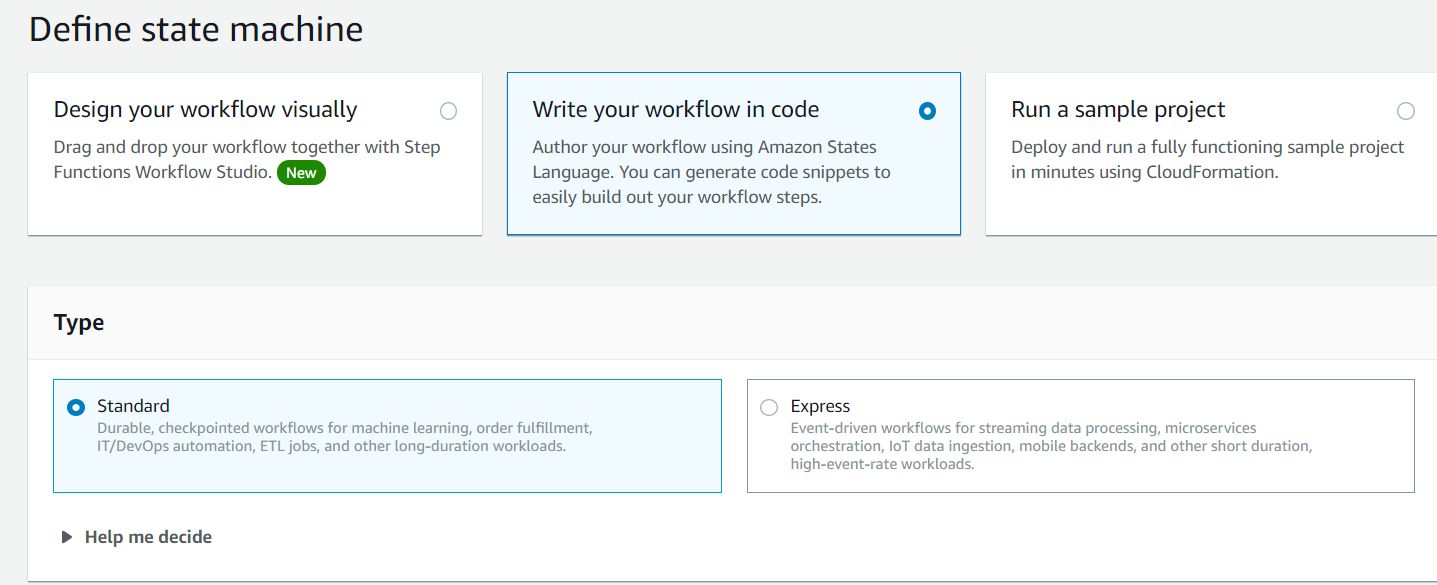 Define state machine
Design your workflow visually
Drag and drop your workflow together with Step
Functions Workflow Studio. New
Write your workflow in code
Author your workflow using Amazon States
Language. You can generate code snippets to
easily build out your workflow steps.
Run a sample project
Deploy and run a fully functioning sample project
in minutes using CloudFormation.
Type
Standard
Durable, checkpointed workflows for machine learning, order fulfillment,
IT/DevOps automation, ETL jobs, and other long-duration workloads.
Express
Event-driven workflows for streaming data processing, microservices
orchestration, IoT data ingestion, mobile backends, and other short duration,
high-event-rate workloads.
Help me decide